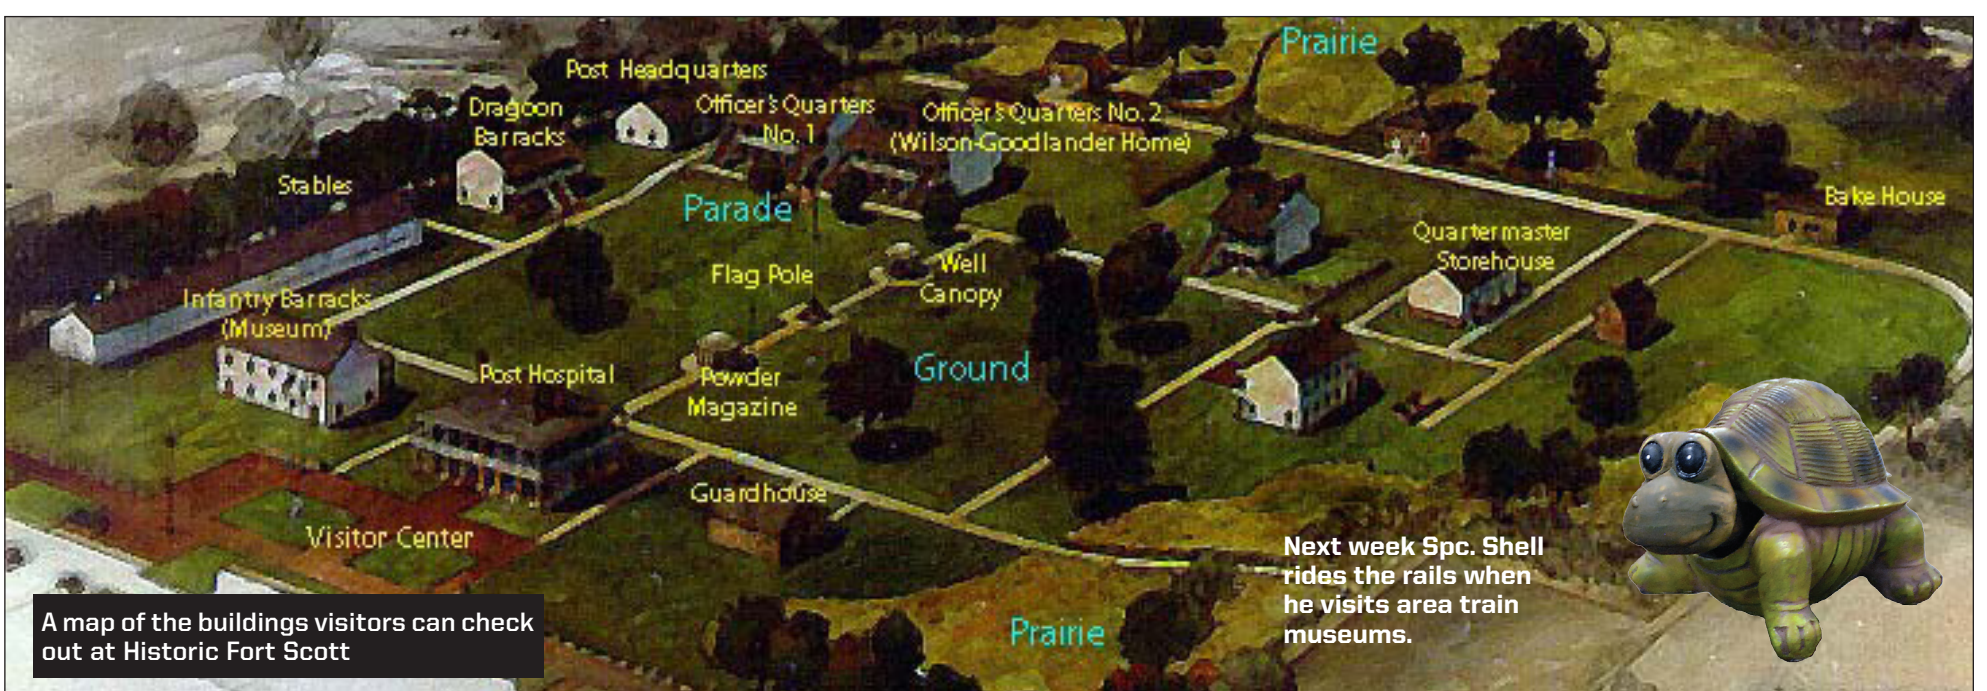 Prairie
Post Headquarters
Dragoon
Barracks
Officer's Quarters
No. 1
Officer's Quarters No. 2
(Wilson-Goodlander Home)
Stables
Parade
Bake House
Quartermaster
Storehouse
Flag Pole
Well
Canopy
Infantry Barracks
(Museum)
Post Hospital
Powder
Magazine
Ground
Guardhouse
Visitor Center
Prairie
Next week Spc. Shell
rides the rails when
he visits area train
museums.
A map of the buildings visitors can check
out at Historic Fort Scott